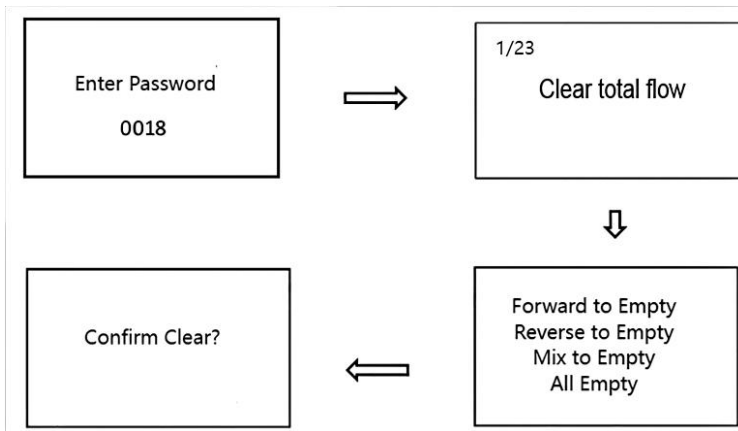 Enter Password
0018
1/23
Clear total flow
Forward to Empty
Reverse to Empty
Mix to Empty
All Empty
Confirm Clear?